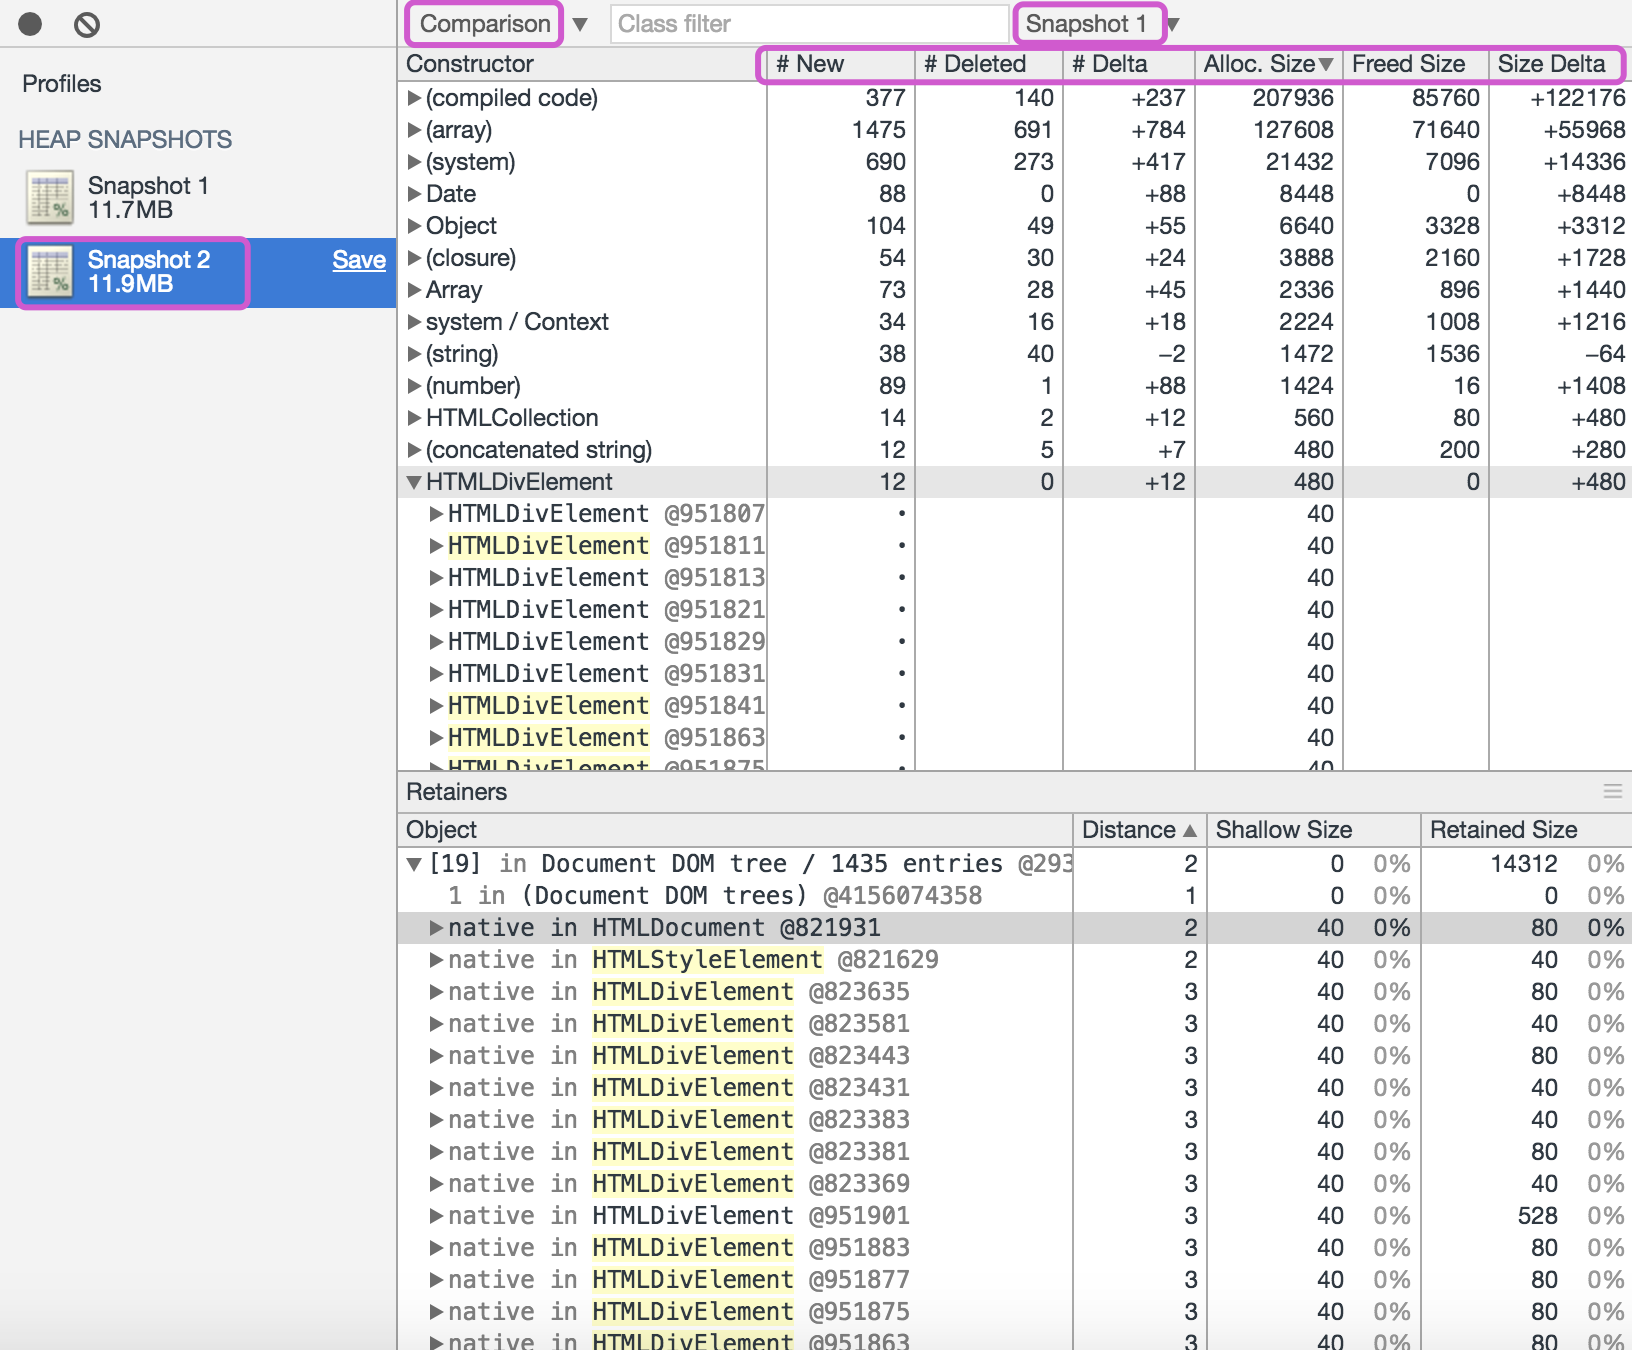 Comparison ▼ Class filter Snapshot 1 ▼
Profiles
HEAP SNAPSHOTS
Snapshot 1
11.7MB
Snapshot 2 Save
11.9MB
Constructor # New # Deleted # Delta Alloc. Size▼ Freed Size Size Delta
▶(compiled code) 377 140 +237 207936 85760 +122176
▶(array) 1475 691 +784 127608 71640 +55968
▶(system) 690 273 +417 21432 7096 +14336
▶Date 88 0 +88 8448 0 +8448
▶Object 104 49 +55 6640 3328 +3312
▶(closure) 54 30 +24 3888 2160 +1728
▶Array 73 28 +45 2336 896 +1440
▶system / Context 34 16 +18 2224 1008 +1216
▶(string) 38 40 −2 1472 1536 −64
▶(number) 89 1 +88 1424 16 +1408
▶HTMLCollection 14 2 +12 560 80 +480
▶(concatenated string) 12 5 +7 480 200 +280
▼HTMLDivElement 12 0 +12 480 0 +480
▶HTMLDivElement @951807 • 40
▶HTMLDivElement @951811 • 40
▶HTMLDivElement @951813 • 40
▶HTMLDivElement @951821 • 40
▶HTMLDivElement @951829 • 40
▶HTMLDivElement @951831 • 40
▶HTMLDivElement @951841 • 40
▶HTMLDivElement @951863 • 40
▶HTMLDivElement @951875 • 40
Retainers
Object Distance ▲ Shallow Size Retained Size
▼[19] in Document DOM tree / 1435 entries @293 2 0 0% 14312 0%
1 in (Document DOM trees) @4156074358 1 0 0% 0 0%
▶native in HTMLDocument @821931 2 40 0% 80 0%
▶native in HTMLStyleElement @821629 2 40 0% 40 0%
▶native in HTMLDivElement @823635 3 40 0% 80 0%
▶native in HTMLDivElement @823581 3 40 0% 40 0%
▶native in HTMLDivElement @823443 3 40 0% 80 0%
▶native in HTMLDivElement @823431 3 40 0% 40 0%
▶native in HTMLDivElement @823383 3 40 0% 40 0%
▶native in HTMLDivElement @823381 3 40 0% 80 0%
▶native in HTMLDivElement @823369 3 40 0% 40 0%
▶native in HTMLDivElement @951901 3 40 0% 528 0%
▶native in HTMLDivElement @951883 3 40 0% 80 0%
▶native in HTMLDivElement @951877 3 40 0% 80 0%
▶native in HTMLDivElement @951875 3 40 0% 80 0%
▶native in HTMLDivElement @951863 3 40 0% 80 0%